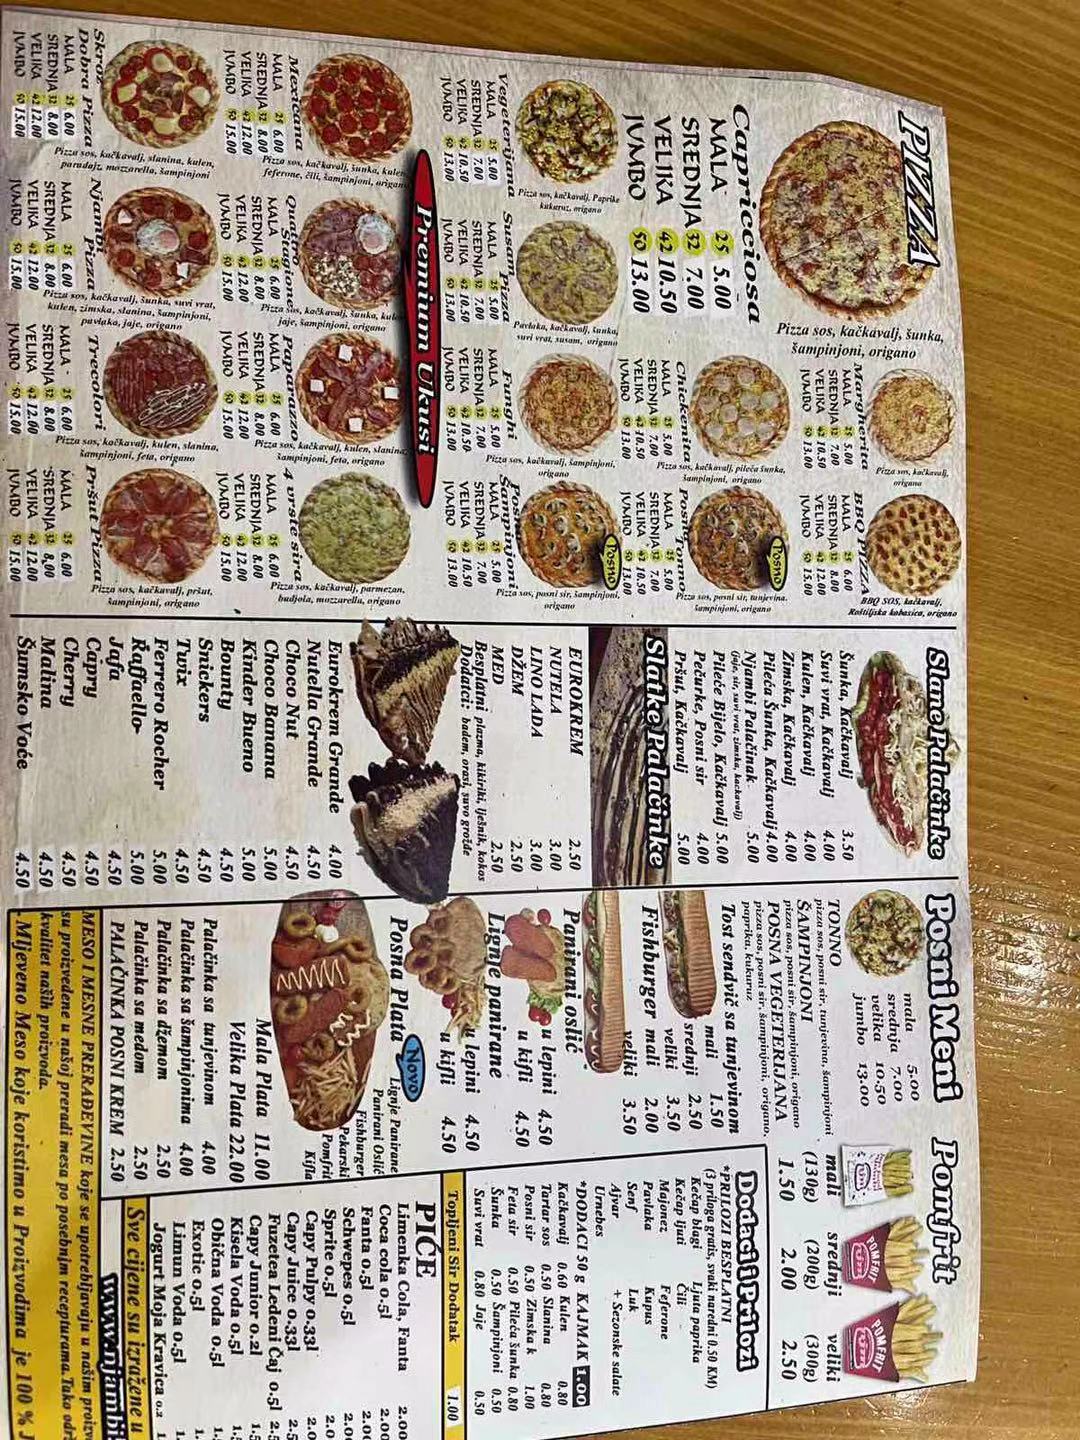 PIZZA
Capricciosa
Pizza sos, kačkavalj, šunka,
šampinjoni, origano
MALA 25 5.00
SREDNJA 32 7.00
VELIKA 42 10.50
JUMBO 50 13.00
Margherita
Pizza sos, kačkavalj,
origano
MALA 25 5.00
SREDNJA 32 7.00
VELIKA 42 10.50
JUMBO 50 13.00
BBQ PIZZA
BBQ SOS, kačkavalj,
Roštiljska kobasica, origano
MALA 25 6.00
SREDNJA 32 8.00
VELIKA 42 12.00
JUMBO 50 15.00
Chickenita
Pizza sos, kačkavalj, pileća šunka,
šampinjoni, origano
MALA 25 5.00
SREDNJA 32 7.00
VELIKA 42 10.50
JUMBO 50 13.00
Posno
Posna Tonno
Pizza sos, posni sir, tunjevina,
šampinjoni, origano
MALA 25 5.00
SREDNJA 32 7.00
VELIKA 42 10.50
JUMBO 50 13.00
Vegeterijana
Pizza sos, kačkavalj, Paprika
kukuruz, origano
MALA 25 5.00
SREDNJA 32 7.00
VELIKA 42 10.50
JUMBO 50 13.00
Susam Pizza
Pavlaka, kačkavalj, šunka,
suvi vrat, susam, origano
MALA 25 5.00
SREDNJA 32 7.00
VELIKA 42 10.50
JUMBO 50 13.00
Funghi
Pizza sos, kačkavalj, šampinjoni,
origano
MALA 25 5.00
SREDNJA 32 7.00
VELIKA 42 10.50
JUMBO 50 13.00
Posno
Posna Šampinjoni
Pizza sos, posni sir, šampinjoni,
origano
MALA 25 5.00
SREDNJA 32 7.00
VELIKA 42 10.50
JUMBO 50 13.00
Premium Ukusi
Mexicana
Pizza sos, kačkavalj, šunka, kulen
feferone, čili, šampinjoni, origano
MALA 25 6.00
SREDNJA 32 8.00
VELIKA 42 12.00
JUMBO 50 15.00
Quattro Stagione
Pizza sos, kačkavalj, šunka, kulen
jaje, šampinjoni, origano
MALA 25 6.00
SREDNJA 32 8.00
VELIKA 42 12.00
JUMBO 50 15.00
Paparazzo
Pizza sos, kačkavalj, kulen, slanina,
šampinjoni, feta, origano
MALA 25 6.00
SREDNJA 32 8.00
VELIKA 42 12.00
JUMBO 50 15.00
4 vrste sira
Pizza sos, kačkavalj, parmezan,
mozzarella, origano
MALA 25 6.00
SREDNJA 32 8.00
VELIKA 42 12.00
JUMBO 50 15.00
Skroz Dobra Pizza
Pizza sos, kačkavalj, slanina, kulen,
paradajz, mozzarella, šampinjoni
MALA 25 6.00
SREDNJA 32 8.00
VELIKA 42 12.00
JUMBO 50 15.00
Njambi Pizza
Pizza sos, kačkavalj, šunka, suvi vrat,
kulen, zimska, slanina, šampinjoni,
pavlaka, jaje, origano
MALA 25 6.00
SREDNJA 32 8.00
VELIKA 42 12.00
JUMBO 50 15.00
Trecolori
Pizza sos, kačkavalj, kulen, slanina,
šampinjoni, feta, origano
MALA 25 6.00
SREDNJA 32 8.00
VELIKA 42 12.00
JUMBO 50 15.00
Pršut Pizza
Pizza sos, kačkavalj, pršut,
šampinjoni, origano
MALA 25 6.00
SREDNJA 32 8.00
VELIKA 42 12.00
JUMBO 50 15.00
Slane Palačinke
Šunka, Kačkavalj 3.50
Suvi vrat, Kačkavalj 4.00
Kulen, Kačkavalj 4.00
Zimska, Kačkavalj 4.00
Pileća Šunka, Kačkavalj 4.00
Njambi Palačinak 5.00
(jaje, sir, suvi vrat, zimska, kačkavalj)
Pileće Bijelo, Kačkavalj 5.00
Pečurke, Posni sir 4.00
Pršut, Kačkavalj 5.00
Slatke Palačinke
EUROKREM 2.50
NUTELA 3.00
LINO LADA 3.00
DŽEM 2.50
MED 2.50
Besplatni Dodatci: plazma, kikiriki, lješnik, kokos,
badem, orasi, suvo grožđe
Eurokrem Grande 4.00
Nutella Grande 4.50
Choco Nut 4.50
Choco Banana 5.00
Kinder Bueno 5.00
Bounty 4.50
Snickers 4.50
Twix 4.50
Ferrero Rocher 5.00
Raffaello- 5.00
Jafa 4.50
Capry 4.50
Cherry 4.50
Malina 4.50
Šumsko Voće 4.50
Posni Meni
mala 5.00
srednja 7.00
velika 10.50
jumbo 13.00
TONNO
pizza sos, posni sir, tunjevina, šampinjoni
ŠAMPINJONI
pizza sos, posni sir, šampinjoni, origano
POSNA VEGETERIJANA
pizza sos, posni sir, šampinjoni, origano,
paprika, kukuruz
Tost sendvič sa tunjevinom
mali 1.50
srednji 2.50
veliki 3.50
Fishburger mali 2.00
veliki 3.50
Panirani oslić
u lepini 4.50
u kifli 4.50
Lignje panirane
u lepini 4.50
u kifli 4.50
Posna Plata
Novo
Lignje Panirane
Panirani Oslić
Fishburger
Pekarski
Pomfrit
Kifla
Mala Plata 11.00
Velika Plata 22.00
Palačinka sa tunjevinom 4.00
Palačinka sa šampinjonima 4.00
Palačinka sa džemom 2.50
Palačinka sa medom 2.50
PALAČINKA POSNI KREM 2.50
Pomfrit
POMFRIT
POMFRIT
mali srednji veliki
(130g) (200g) (300g)
1.50 2.00 2.50
Dodaci i Prilozi
*PRILOZI BESPLATNI
(3 priloga gratis, svaki naredni 0.50 KM)
Kečap blagi Ljuta paprika
Kečap ljuti Čili
Majonez Feferone
Pavlaka Kupus
Senf Luk
Ajvar + Sezonske salate
Urnebes
*DODACI 50 g KAJMAK 1.00
Kačkavalj 0.60 Kulen 0.80
Tartar sos 0.50 Slanina 0.80
Posni sir 0.50 Zimska k 1.00
Feta sir 0.50 Pileća šunka 0.80
Šunka 0.50 Šampinjoni 0.50
Suvi vrat 0.80 Jaje 0.50
Topljeni Sir Dodatak 1.00
PIĆE
Limenka Cola, Fanta 2.00
Coca cola 0.5l 2.00
Fanta 0.5l 2.00
Schwepes 0.5l 2.00
Sprite 0.5l 2.0
Capy Pulpy 0.33l 2.0
Capy Juice 0.33l 2.5
Fuzetea Ledeni Čaj 0.5l 2.5
Capy Junior 0.2l 1.5
Kisela Voda 0.5l 1.5
Obična Voda 0.5l 1.5
Exotic 0.5l 1.
Limun Voda 0.5l 1.
Jogurt Moja Kravica 0.2 1
Sve cijene su izražene u
www.njambi
MESO I MESNE PRERAĐEVINE koje se upotrebljavaju u našim proizv
su proizvedene u našoj preradi mesa po posebnim recepturama. Tako održ
kvalitet naših proizvoda.
- Mljeveno Meso koje koristimo u Proizvodima je 100 % J